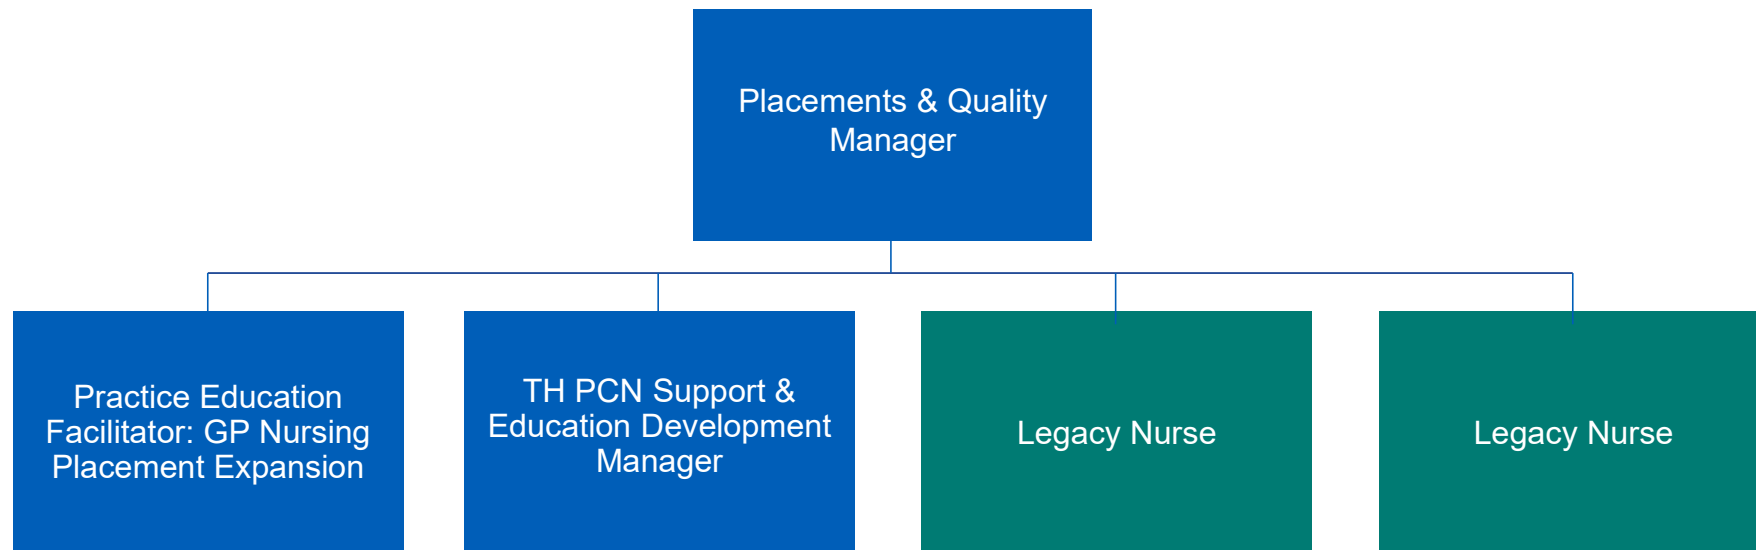 Placements & Quality
Manager
Practice Education
Facilitator: GP Nursing
Placement Expansion
TH PCN Support &
Education Development
Manager
Legacy Nurse
Legacy Nurse